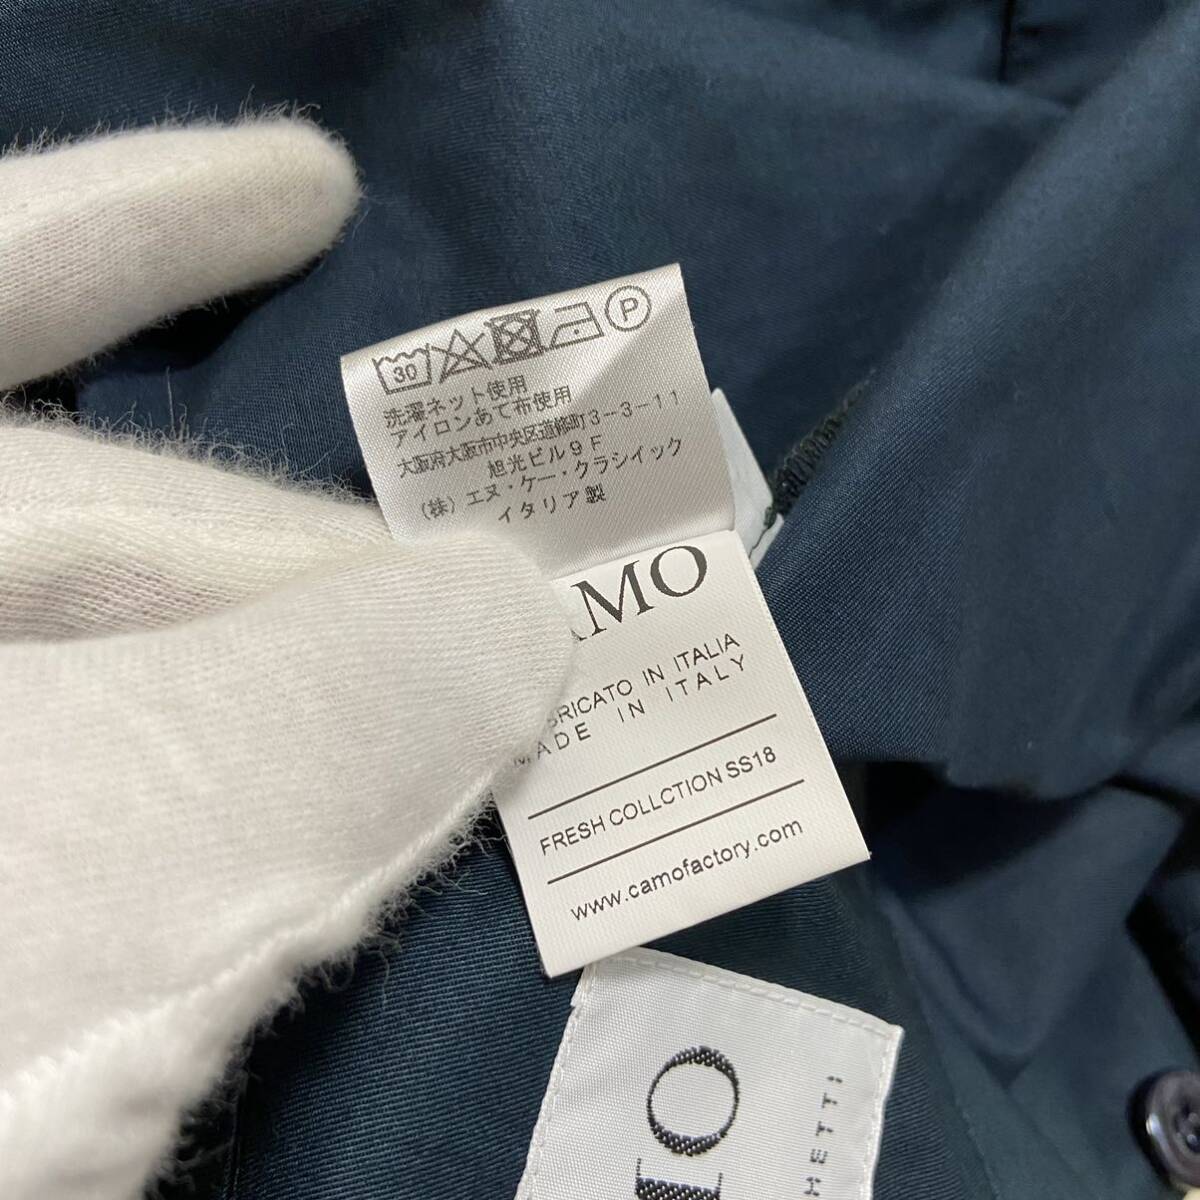 30 P
洗濯ネット使用
アイロンあて布使用
大阪府大阪市中央区道修町3-3-11
旭光ビル9F
(株)エヌ・ケー・クラシイック
イタリア製
AMO
BRICATO IN ITALIA
MADE IN ITALY
FRESH COLLCTION SS18
www.camofactory.com
MO
HETTI